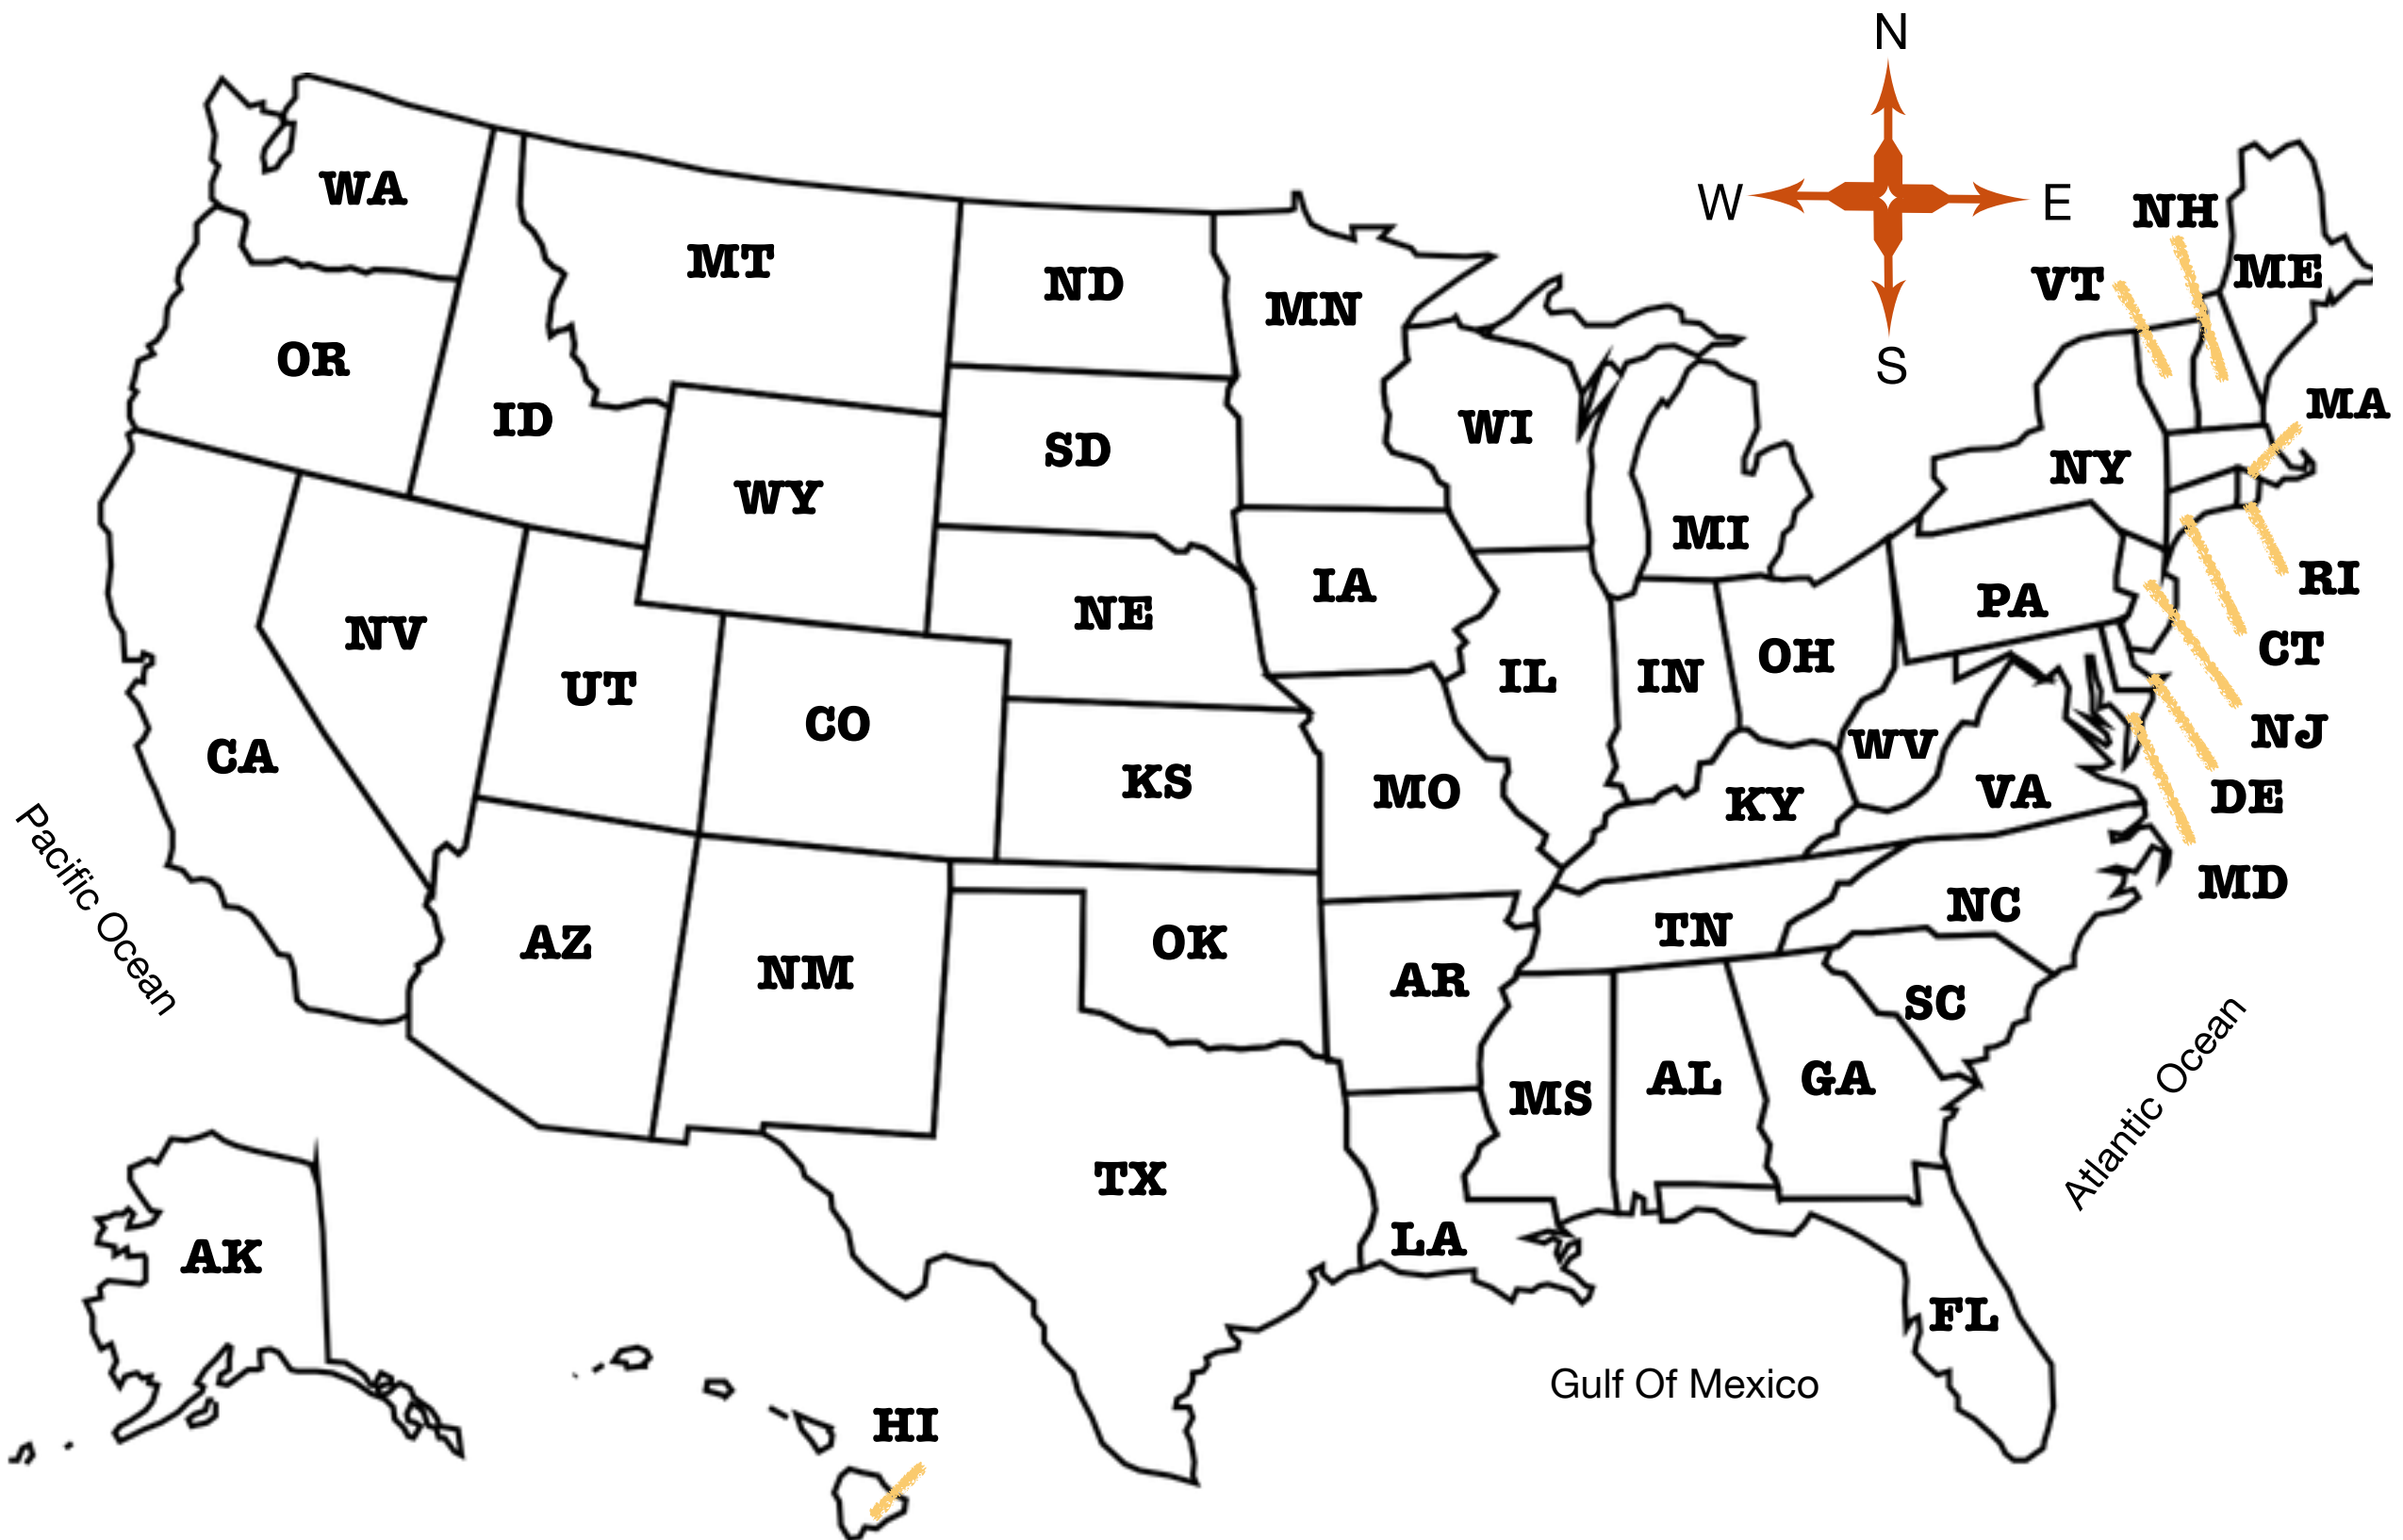 N
W
E
S
WA
MT
ND
MN
NH
VT
ME
OR
ID
SD
WI
MA
WY
NY
MI
RI
NV
NE
IA
PA
CT
UT
CO
IL
IN
OH
NJ
CA
KS
MO
KY
WV
VA
DE
MD
Pacific Ocean
AZ
NM
OK
AR
TN
NC
SC
MS
AL
GA
Atlantic Ocean
TX
LA
AK
FL
Gulf Of Mexico
HI